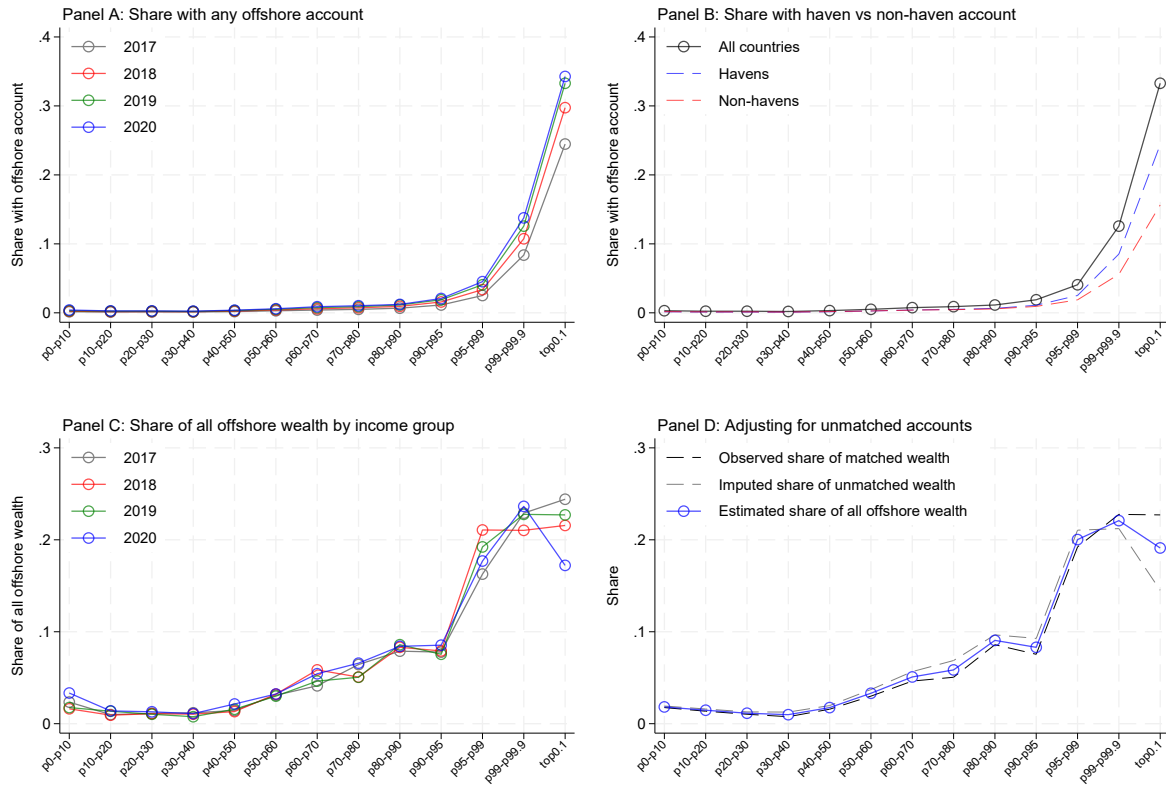 Panel A: Share with any offshore account
Share with offshore account
.4
.3
.2
.1
0
2017
2018
2019
2020
p0-p10
p10-p20
p20-p30
p30-p40
p40-p50
p50-p60
p60-p70
p70-p80
p80-p90
p90-p95
p95-p99
p99-p99.9
top0.1
Panel B: Share with haven vs non-haven account
Share with offshore account
.4
.3
.2
.1
0
All countries
Havens
Non-havens
p0-p10
p10-p20
p20-p30
p30-p40
p40-p50
p50-p60
p60-p70
p70-p80
p80-p90
p90-p95
p95-p99
p99-p99.9
top0.1
Panel C: Share of all offshore wealth by income group
Share of all offshore wealth
.3
.2
.1
0
2017
2018
2019
2020
p0-p10
p10-p20
p20-p30
p30-p40
p40-p50
p50-p60
p60-p70
p70-p80
p80-p90
p90-p95
p95-p99
p99-p99.9
top0.1
Panel D: Adjusting for unmatched accounts
Share
.3
.2
.1
0
Observed share of matched wealth
Imputed share of unmatched wealth
Estimated share of all offshore wealth
p0-p10
p10-p20
p20-p30
p30-p40
p40-p50
p50-p60
p60-p70
p70-p80
p80-p90
p90-p95
p95-p99
p99-p99.9
top0.1